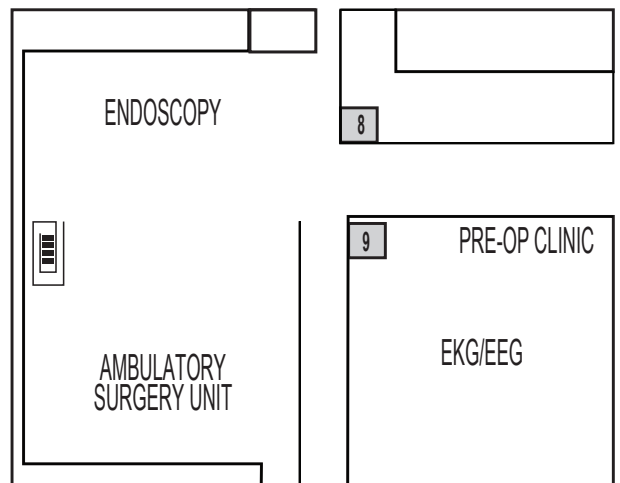 ENDOSCOPY
8
9
PRE-OP CLINIC
EKG/EEG
AMBULATORY
SURGERY UNIT